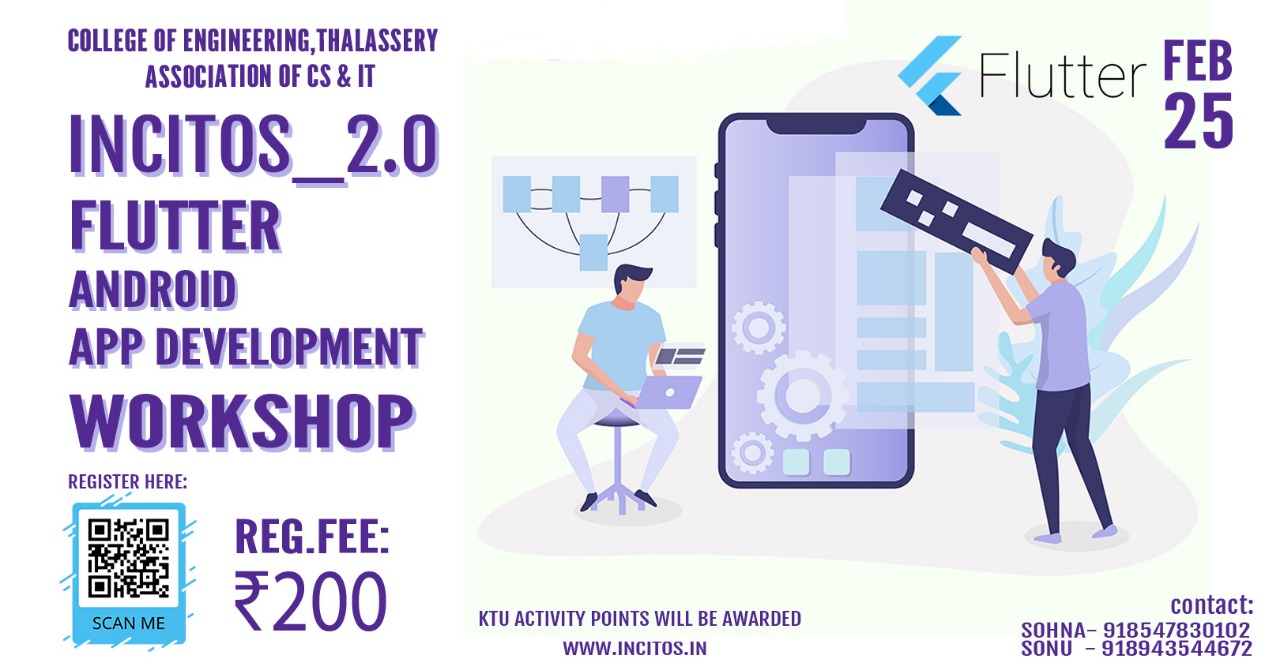 COLLEGE OF ENGINEERING,THALASSERY
ASSOCIATION OF CS & IT
INCITOS_2.0
FLUTTER
ANDROID
APP DEVELOPMENT
WORKSHOP
REGISTER HERE:
SCAN ME
REG.FEE:
₹200
Flutter
FEB
25
KTU ACTIVITY POINTS WILL BE AWARDED
WWW.INCITOS.IN
contact:
SOHNA- 918547830102
SONU - 918943544672